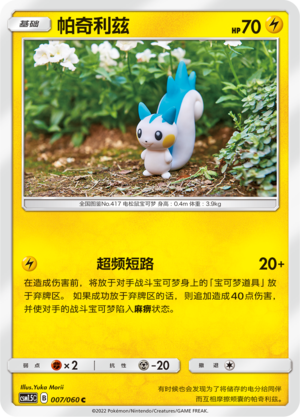 基础 帕奇利兹 HP70
全国图鉴No.417 电松鼠宝可梦 身高：0.4m 体重：3.9kg
超频短路 20+
在造成伤害前，将放于对手战斗宝可梦身上的「宝可梦道具」放
于弃牌区。 如果成功放于弃牌区的话，则追加造成40点伤害，
并使对手的战斗宝可梦陷入麻痹状态。
弱点 ×2 抗性 -20 撤退
Illus.Yuka Morii
CSM1.5C B 007/060 C
有时候也会发现为了将储存的电分给同伴
而互相摩擦颊囊的帕奇利兹。
©2022 Pokémon/Nintendo/Creatures/GAME FREAK.